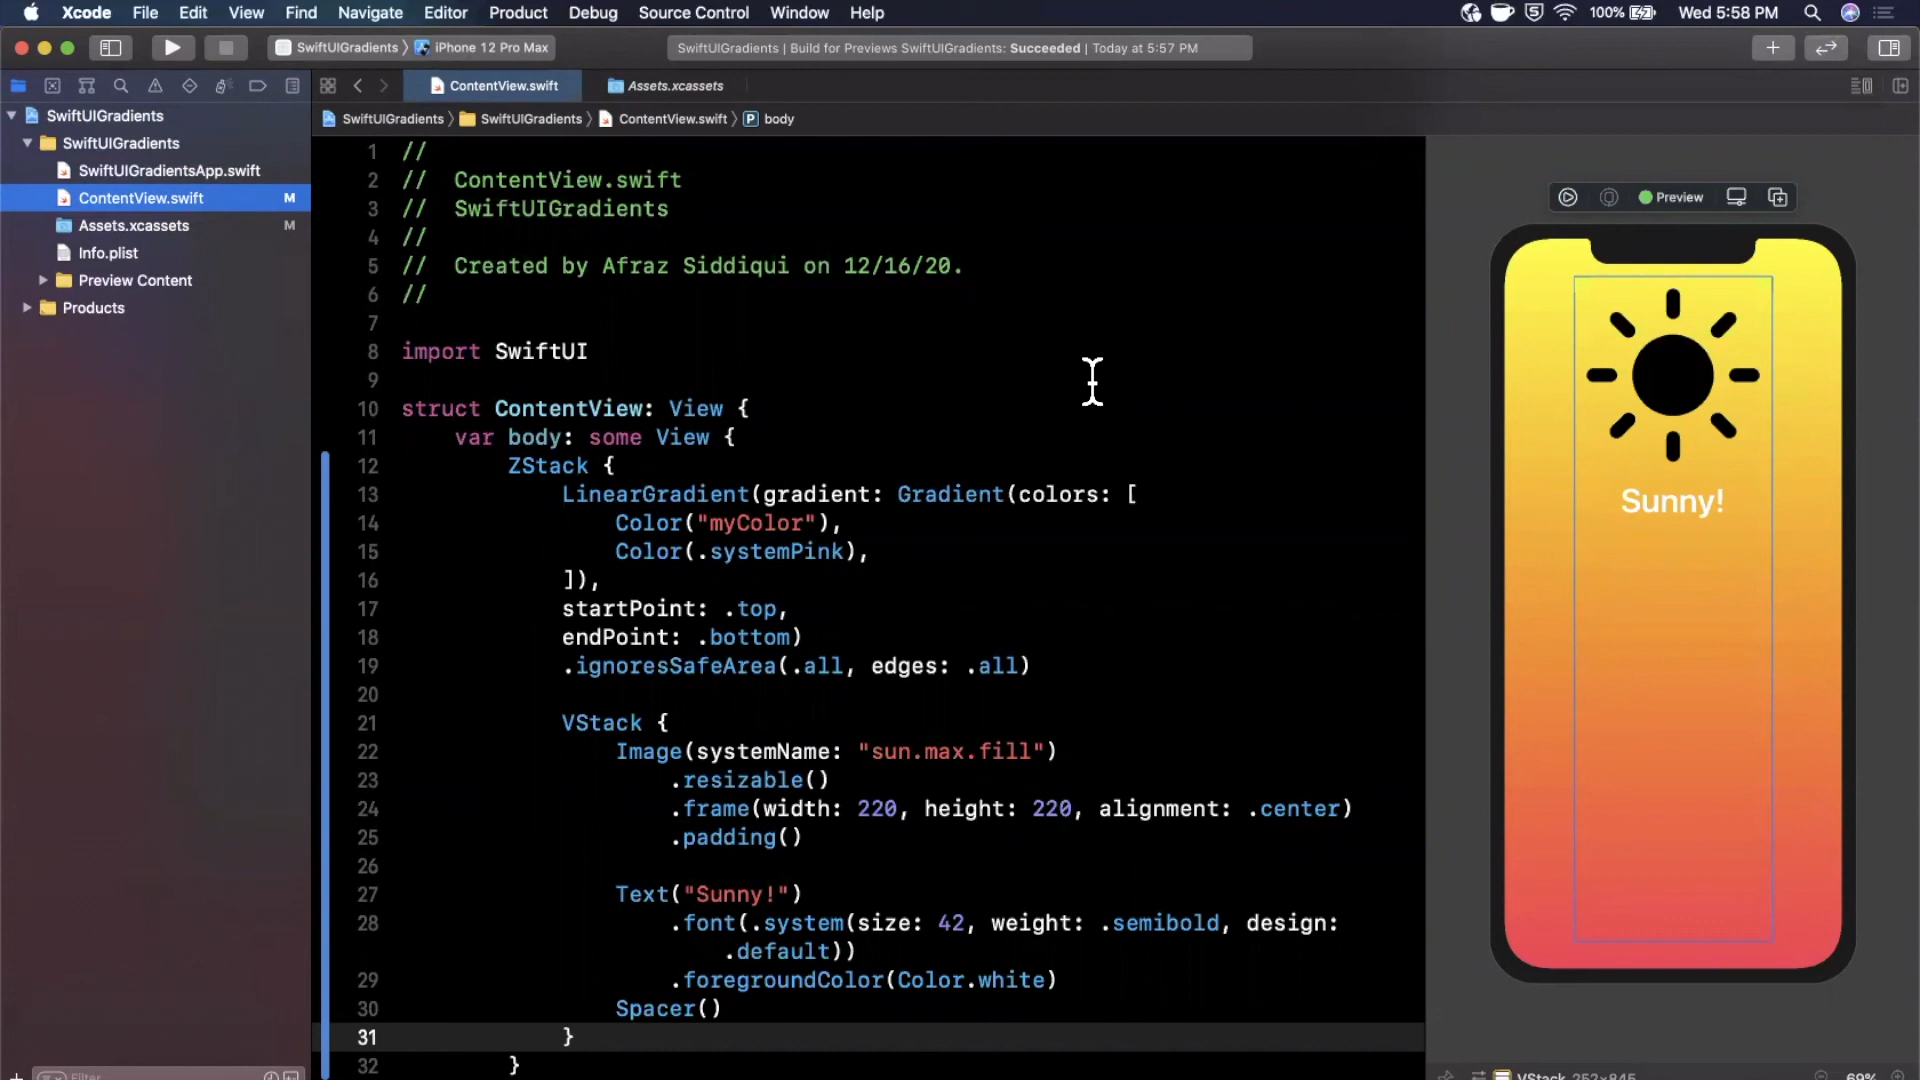 Xcode File Edit View Find Navigate Editor Product Debug Source Control Window Help 100% Wed 5:58 PM
SwiftUIGradients iPhone 12 Pro Max SwiftUIGradients | Build for Previews SwiftUIGradients: Succeeded | Today at 5:57 PM
ContentView.swift Assets.xcassets
SwiftUIGradients SwiftUIGradients ContentView.swift P body
SwiftUIGradients
SwiftUIGradients
SwiftUIGradientsApp.swift
ContentView.swift M
Assets.xcassets M
Info.plist
Preview Content
Products
Filter
1 //
2 //  ContentView.swift
3 //  SwiftUIGradients
4 //
5 //  Created by Afraz Siddiqui on 12/16/20.
6 //
7
8 import SwiftUI
9
10 struct ContentView: View {
11     var body: some View {
12         ZStack {
13             LinearGradient(gradient: Gradient(colors: [
14                 Color("myColor"),
15                 Color(.systemPink),
16             ]),
17             startPoint: .top,
18             endPoint: .bottom)
19             .ignoresSafeArea(.all, edges: .all)
20
21             VStack {
22                 Image(systemName: "sun.max.fill")
23                     .resizable()
24                     .frame(width: 220, height: 220, alignment: .center)
25                     .padding()
26
27                 Text("Sunny!")
28                     .font(.system(size: 42, weight: .semibold, design:
                        .default))
29                     .foregroundColor(Color.white)
30                 Spacer()
31             }
32         }
Preview
Sunny!
VStack 252x845 69%